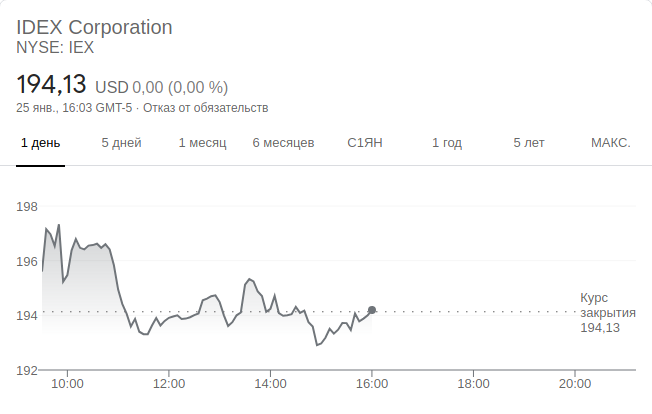 IDEX Corporation
NYSE: IEX
194,13 USD 0,00 (0,00 %)
25 янв., 16:03 GMT-5 · Отказ от обязательств
1 день 5 дней 1 месяц 6 месяцев С1ЯН 1 год 5 лет МАКС.
198
196
194
192
Курс
закрытия
194,13
10:00 12:00 14:00 16:00 18:00 20:00